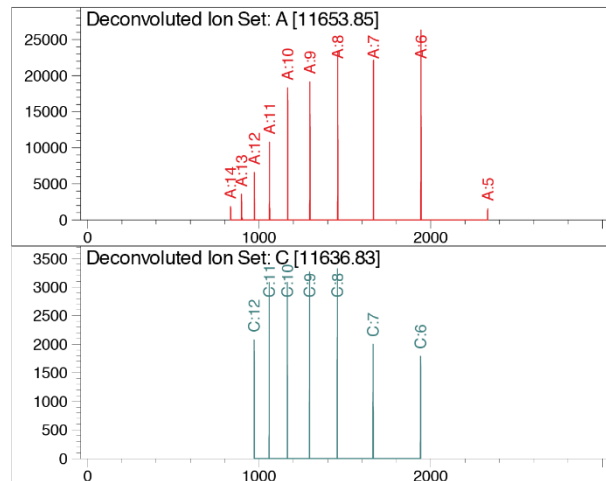 Deconvoluted Ion Set: A [11653.85]
25000
20000
15000
10000
5000
0
A:14
A:13
A:12
A:11
A:10
A:9
A:8
A:7
A:6
A:5
0
1000
2000
Deconvoluted Ion Set: C [11636.83]
3500
3000
2500
2000
1500
1000
500
0
C:12
C:11
C:10
C:9
C:8
C:7
C:6
0
1000
2000